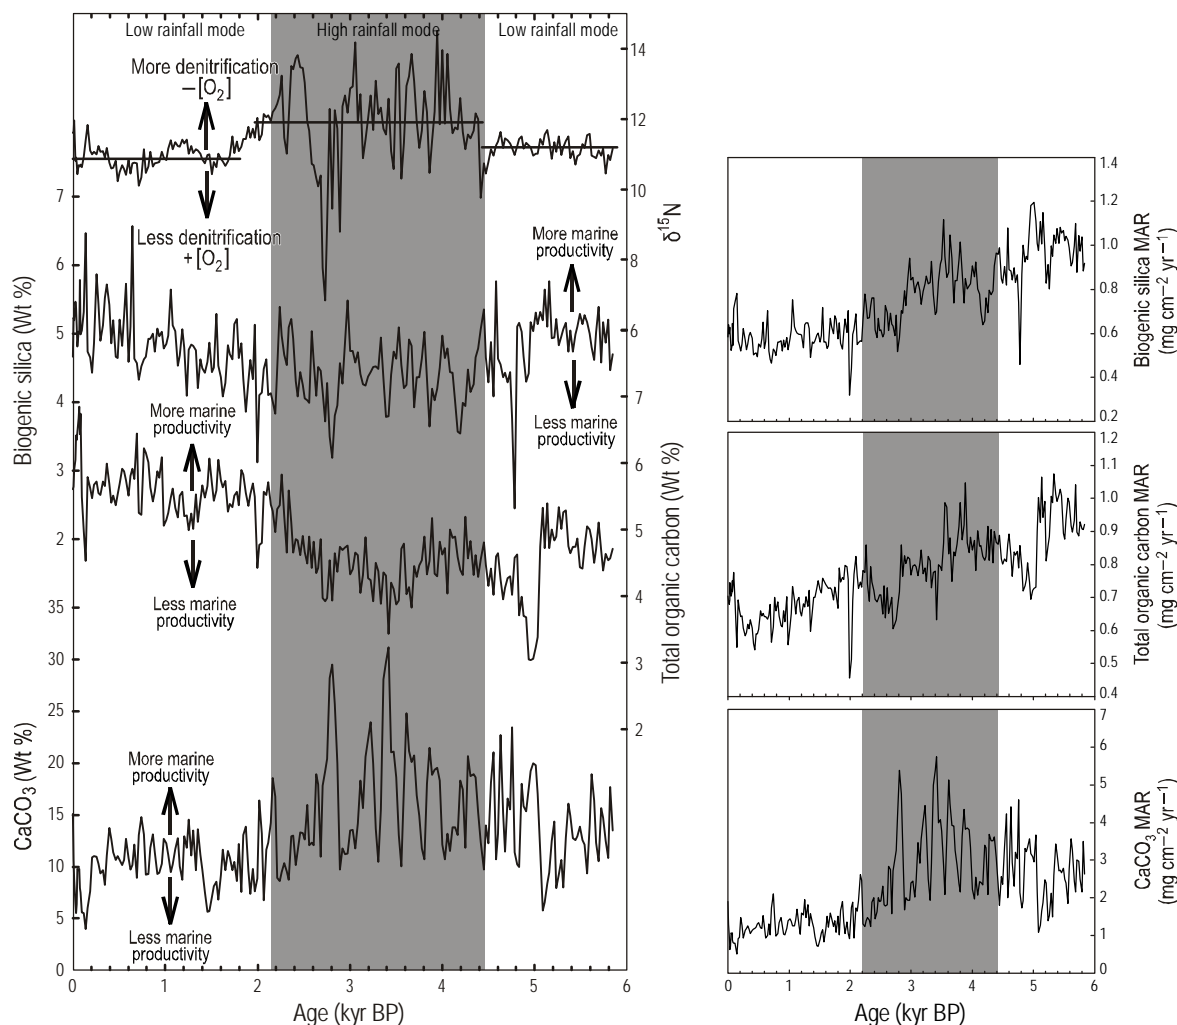 Low rainfall mode
High rainfall mode
Low rainfall mode
More denitrification
−[O₂]
Less denitrification
+[O₂]
More marine
productivity
Less marine
productivity
More marine
productivity
Less marine
productivity
More marine
productivity
Less marine
productivity
Biogenic silica (Wt %)
7
6
5
4
3
2
CaCO₃ (Wt %)
35
30
25
20
15
10
5
0
δ¹⁵N
14
12
10
8
6
Total organic carbon (Wt %)
7
6
5
4
3
2
0
1
2
3
4
5
6
Age (kyr BP)
1.4
1.2
1.0
0.8
0.6
0.4
0.2
Biogenic silica MAR
(mg cm−2 yr−1)
1.2
1.1
1.0
0.9
0.8
0.7
0.6
0.5
0.4
Total organic carbon MAR
(mg cm−2 yr−1)
7
6
5
4
3
2
1
0
CaCO₃ MAR
(mg cm−2 yr−1)
0
1
2
3
4
5
6
Age (kyr BP)